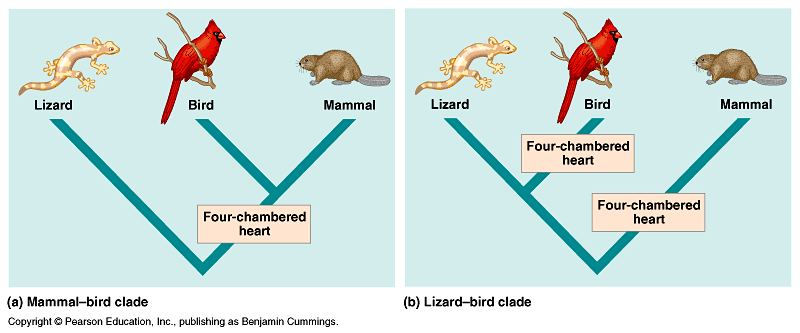 Lizard
Bird
Mammal
Four-chambered
heart
(a) Mammal–bird clade
Lizard
Bird
Mammal
Four-chambered
heart
Four-chambered
heart
(b) Lizard–bird clade
Copyright © Pearson Education, Inc., publishing as Benjamin Cummings.